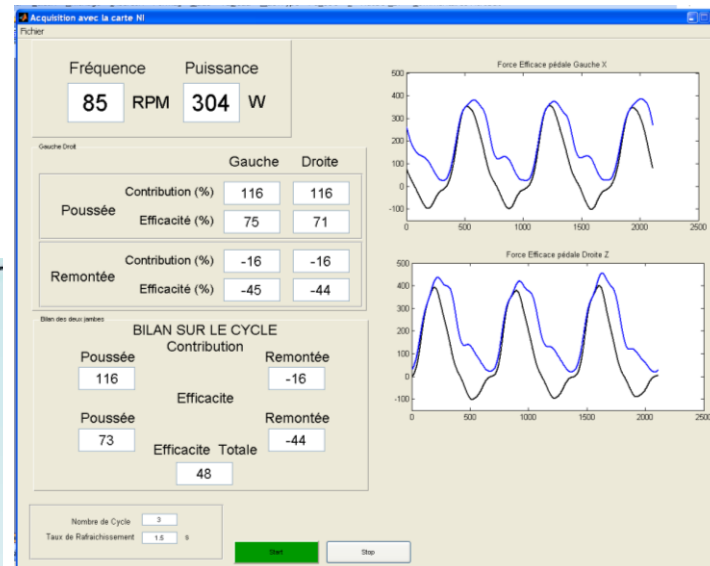 Acquisition avec la carte NI
Fichier
Fréquence Puissance
85 RPM 304 W
Gauche Droit
Gauche Droite
Poussée
Contribution (%) 116 116
Efficacité (%) 75 71
Remontée
Contribution (%) -16 -16
Efficacité (%) -45 -44
Bilan des deux jambes
BILAN SUR LE CYCLE
Contribution
Poussée Remontée
116 -16
Efficacite
Poussée Remontée
73 -44
Efficacite Totale
48
Nombre de Cycle 3
Taux de Rafraichissement 1.5 s
Start Stop
Force Efficace pédale Gauche X
500
400
300
200
100
0
-100
0 500 1000 1500 2000 2500
Force Efficace pédale Droite Z
500
400
300
200
100
0
-100
0 500 1000 1500 2000 2500